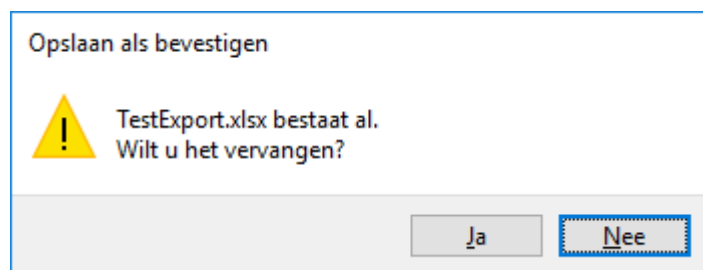 Opslaan als bevestigen
TestExport.xlsx bestaat al.
Wilt u het vervangen?
Ja
Nee